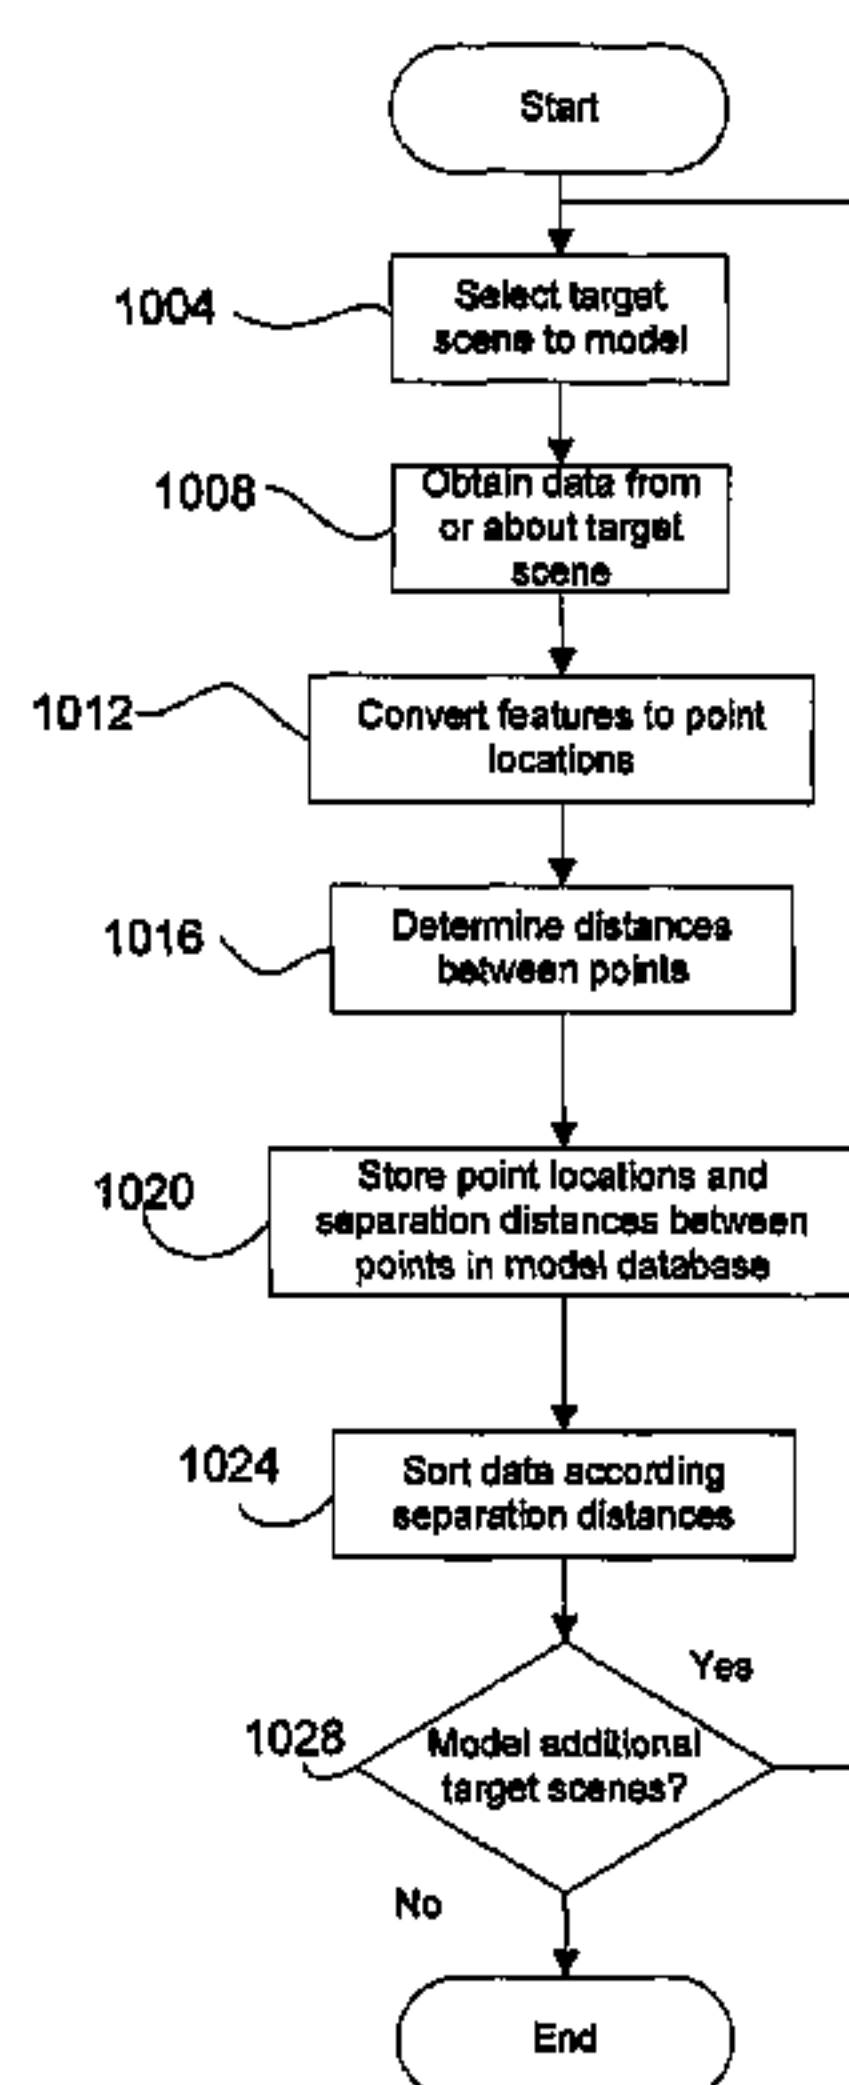 Start
1004
Select target
scene to model
1008
Obtain data from
or about target
scene
1012
Convert features to point
locations
1016
Determine distances
between points
1020
Store point locations and
separation distances between
points in model database
1024
Sort data according
separation distances
Yes
1028
Model additional
target scenes?
No
End